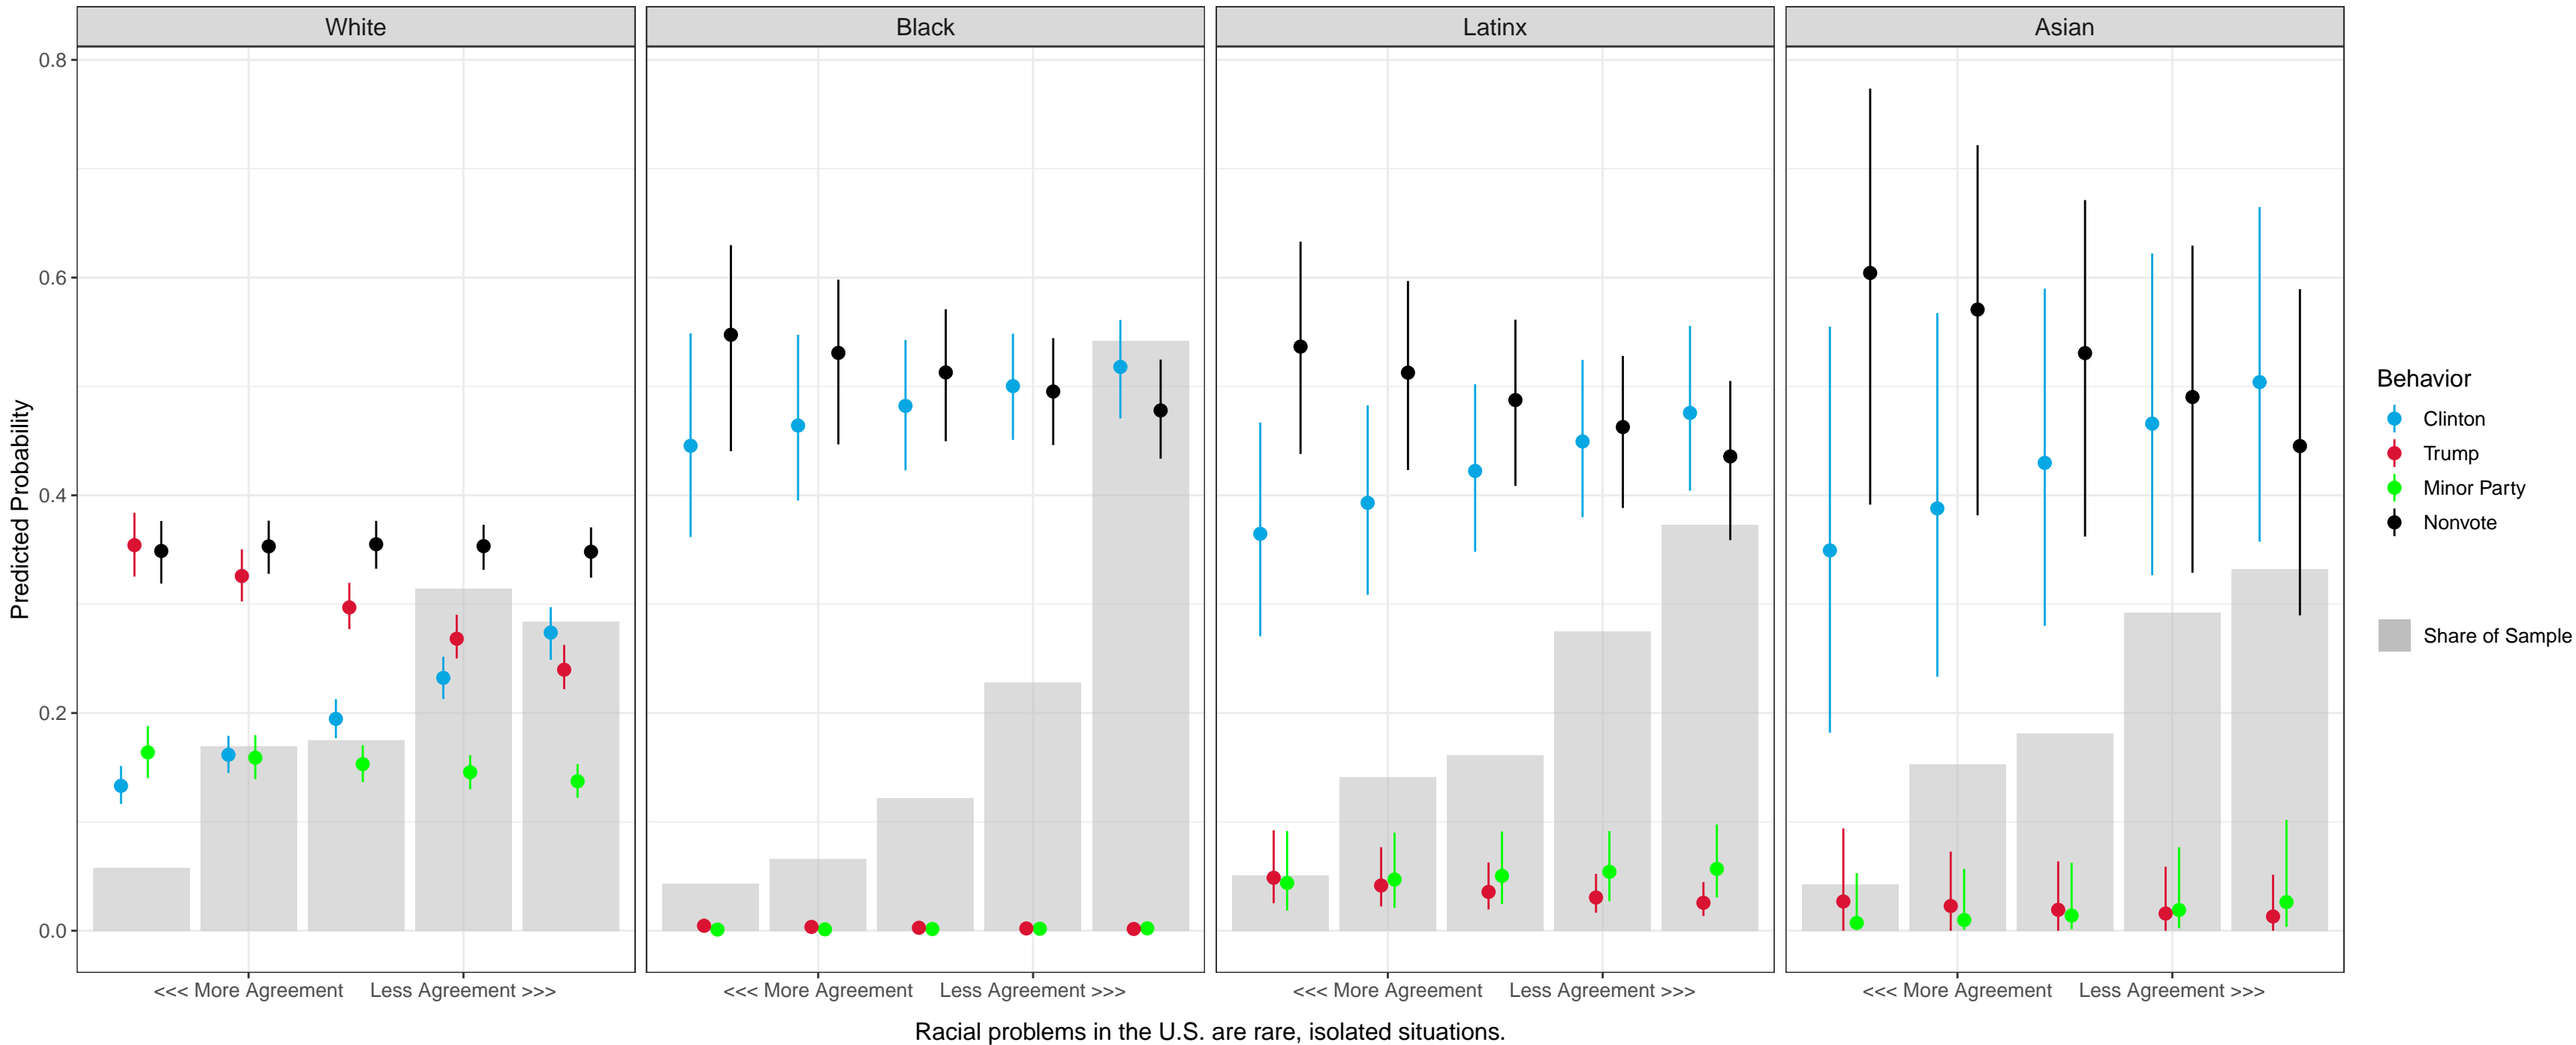 White
Black
Latinx
Asian
Predicted Probability
0.8
0.6
0.4
0.2
0.0
<<< More Agreement
Less Agreement >>>
<<< More Agreement
Less Agreement >>>
<<< More Agreement
Less Agreement >>>
<<< More Agreement
Less Agreement >>>
Racial problems in the U.S. are rare, isolated situations.
Behavior
Clinton
Trump
Minor Party
Nonvote
Share of Sample